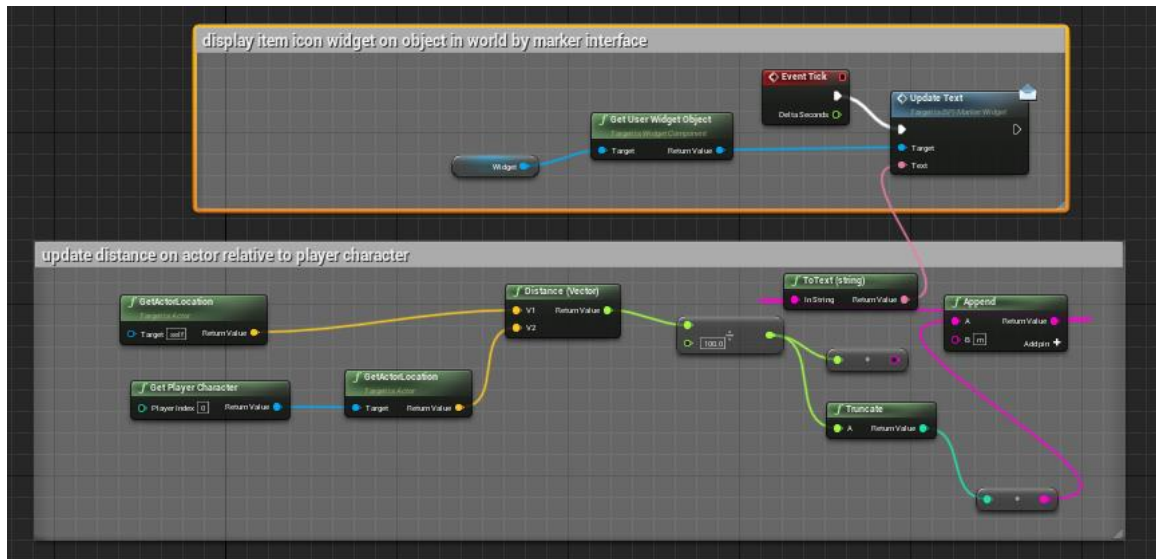 display item icon widget on object in world by marker interface
Event Tick
Delta Seconds
Update Text
Get User Widget Object
Target is Widget Component
Target Return Value
Widget
Target
Text
update distance on actor relative to player character
GetActorLocation
Target is Actor
Target self Return Value
Distance (Vector)
V1 Return Value
V2
100.0
ToText (string)
In String Return Value
Append
A Return Value
B m
Add pin +
Get Player Character
Player Index 0 Return Value
GetActorLocation
Target is Actor
Target Return Value
Truncate
A Return Value